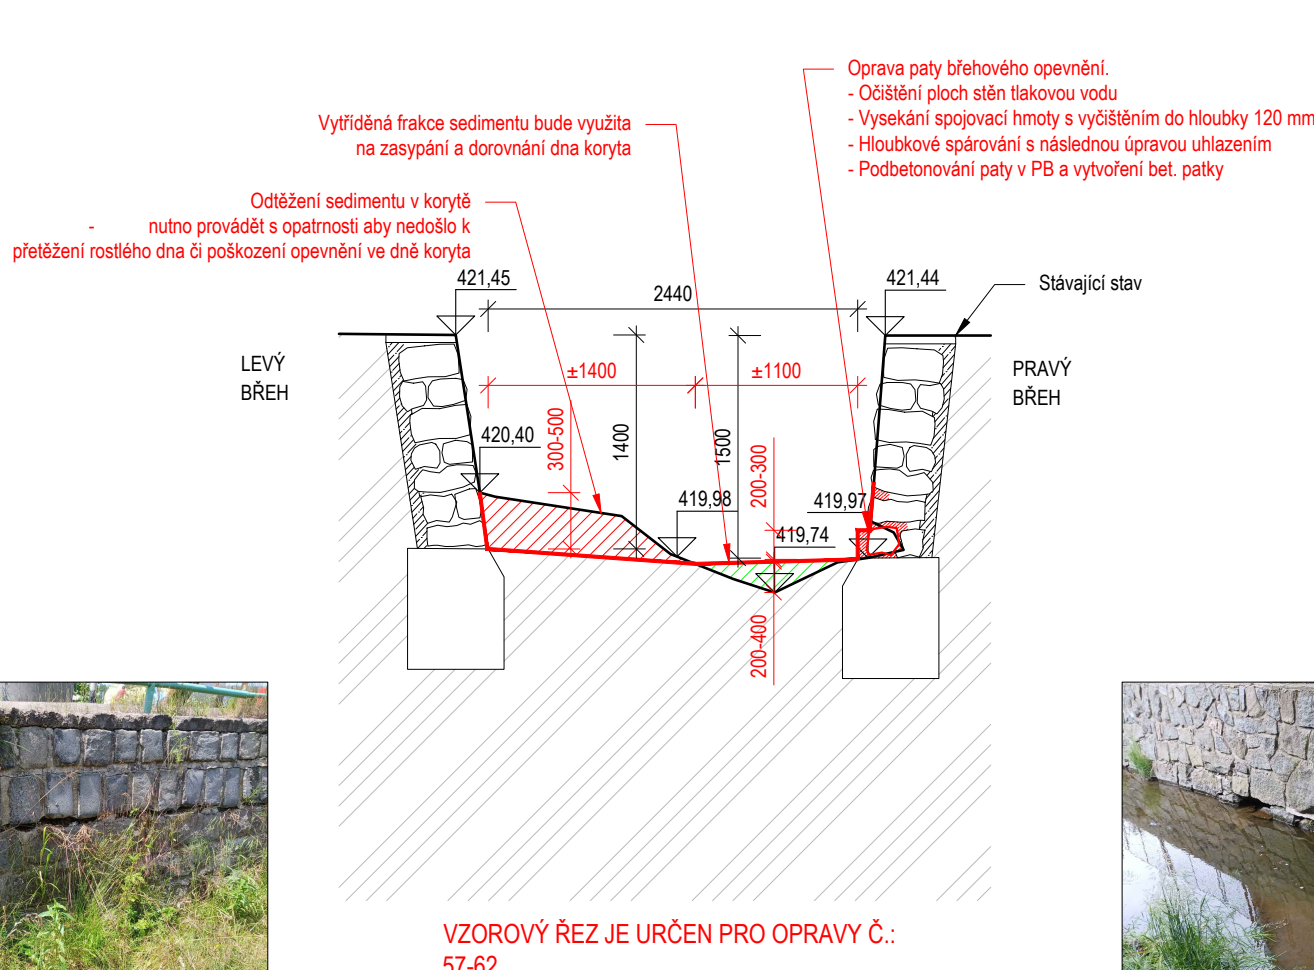 Oprava paty břehového opevnění.
- Očištění ploch stěn tlakovou vodu
- Vysekání spojovací hmoty s vyčištěním do hloubky 120 mm
- Hloubkové spárování s následnou úpravou uhlazením
- Podbetonování paty v PB a vytvoření bet. patky
Vytříděná frakce sedimentu bude využita
na zasypání a dorovnání dna koryta
Odtěžení sedimentu v korytě
- nutno provádět s opatrnosti aby nedošlo k
přetěžení rostlého dna či poškození opevnění ve dně koryta
421,45
2440
421,44
Stávající stav
LEVÝ
BŘEH
±1400
±1100
PRAVÝ
BŘEH
420,40
300-500
1400
1500
200-300
419,98
419,97
419,74
200-400
VZOROVÝ ŘEZ JE URČEN PRO OPRAVY Č.:
57-62